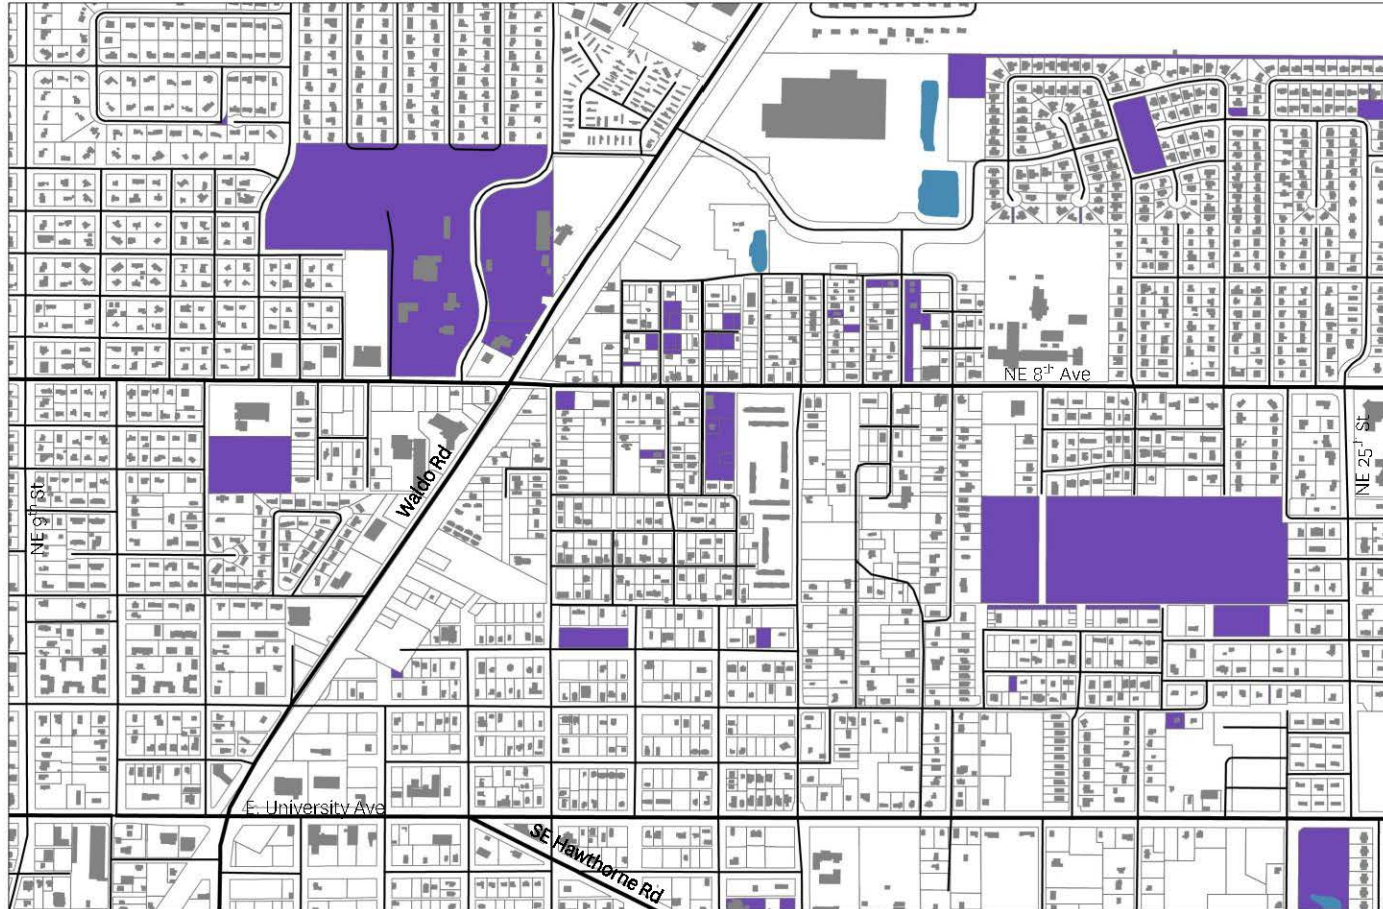 NE 8th Ave
NE 25th St
Waldo Rd
NE 9th St
E. University Ave
SE Hawthorne Rd